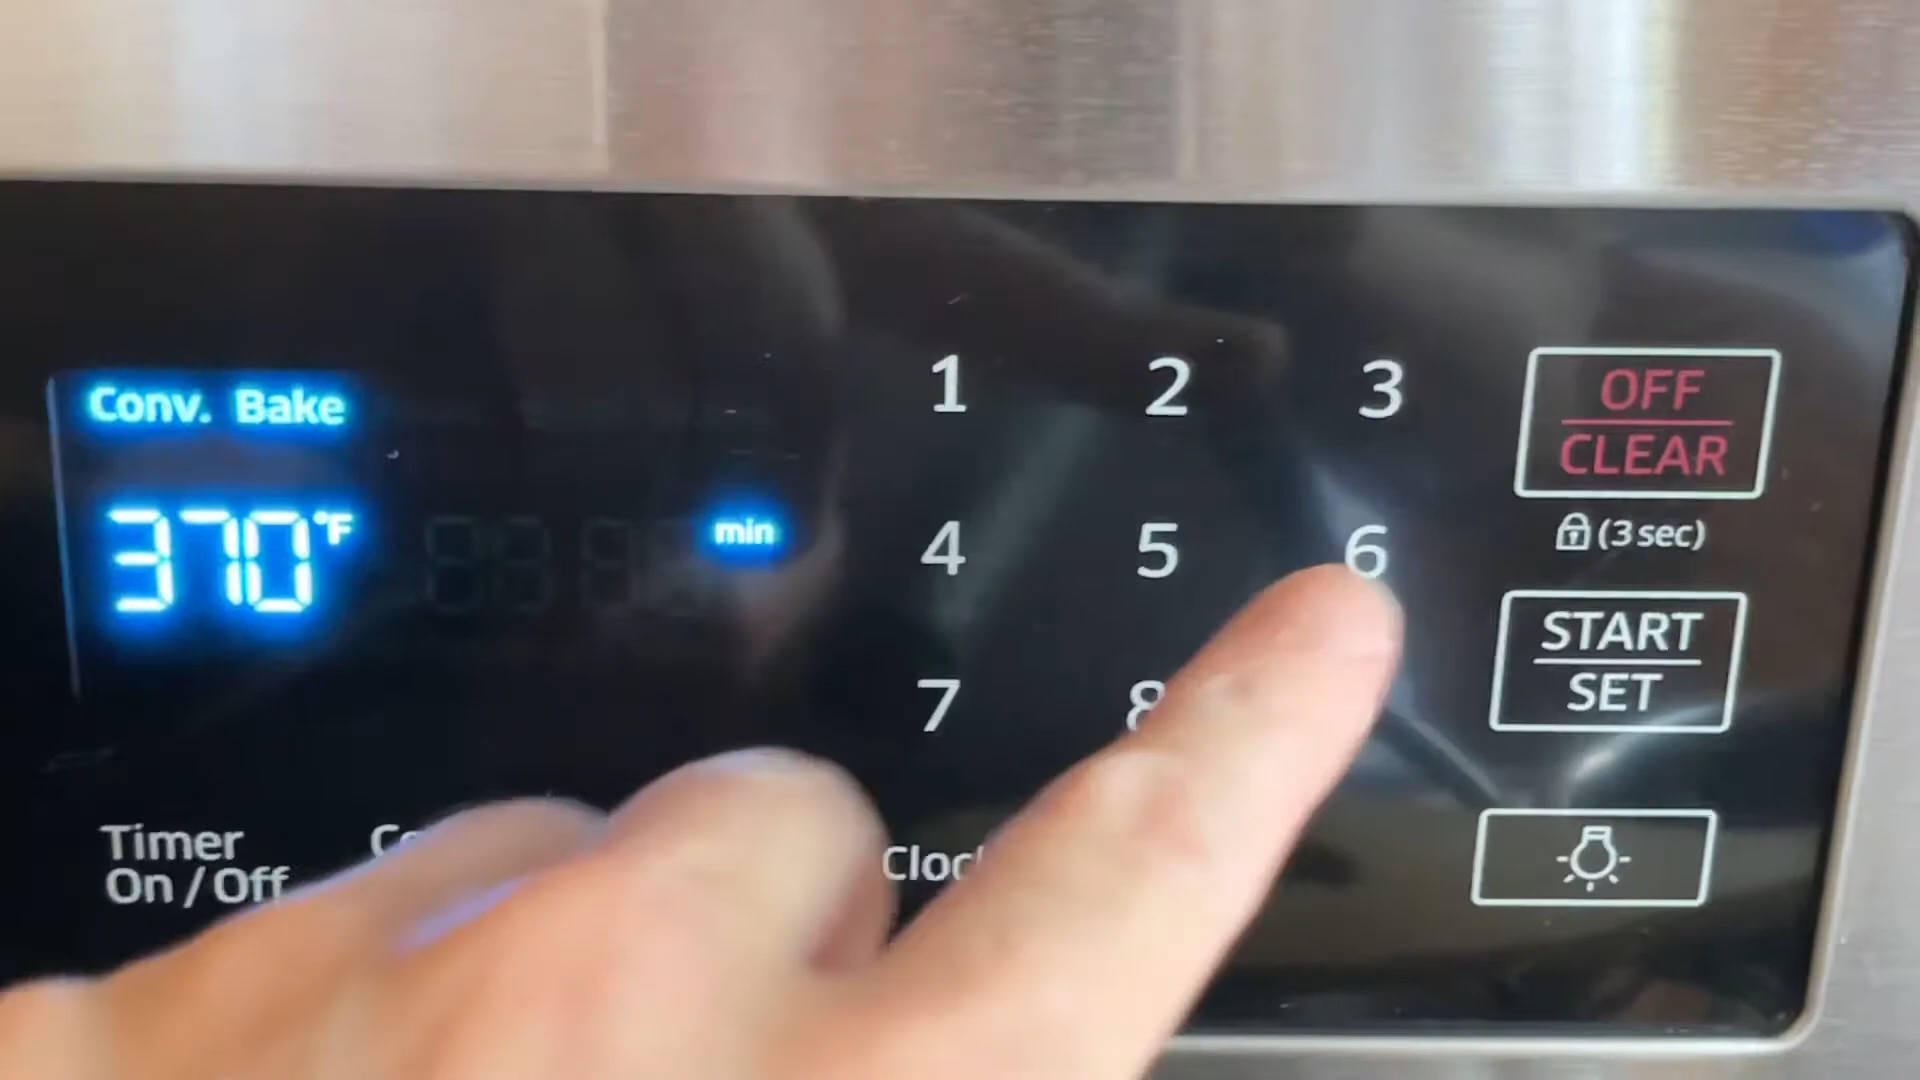 Conv. Bake
370°F
min
1 2 3
4 5 6
7 8
OFF
CLEAR
(3 sec)
START
SET
Timer
On / Off